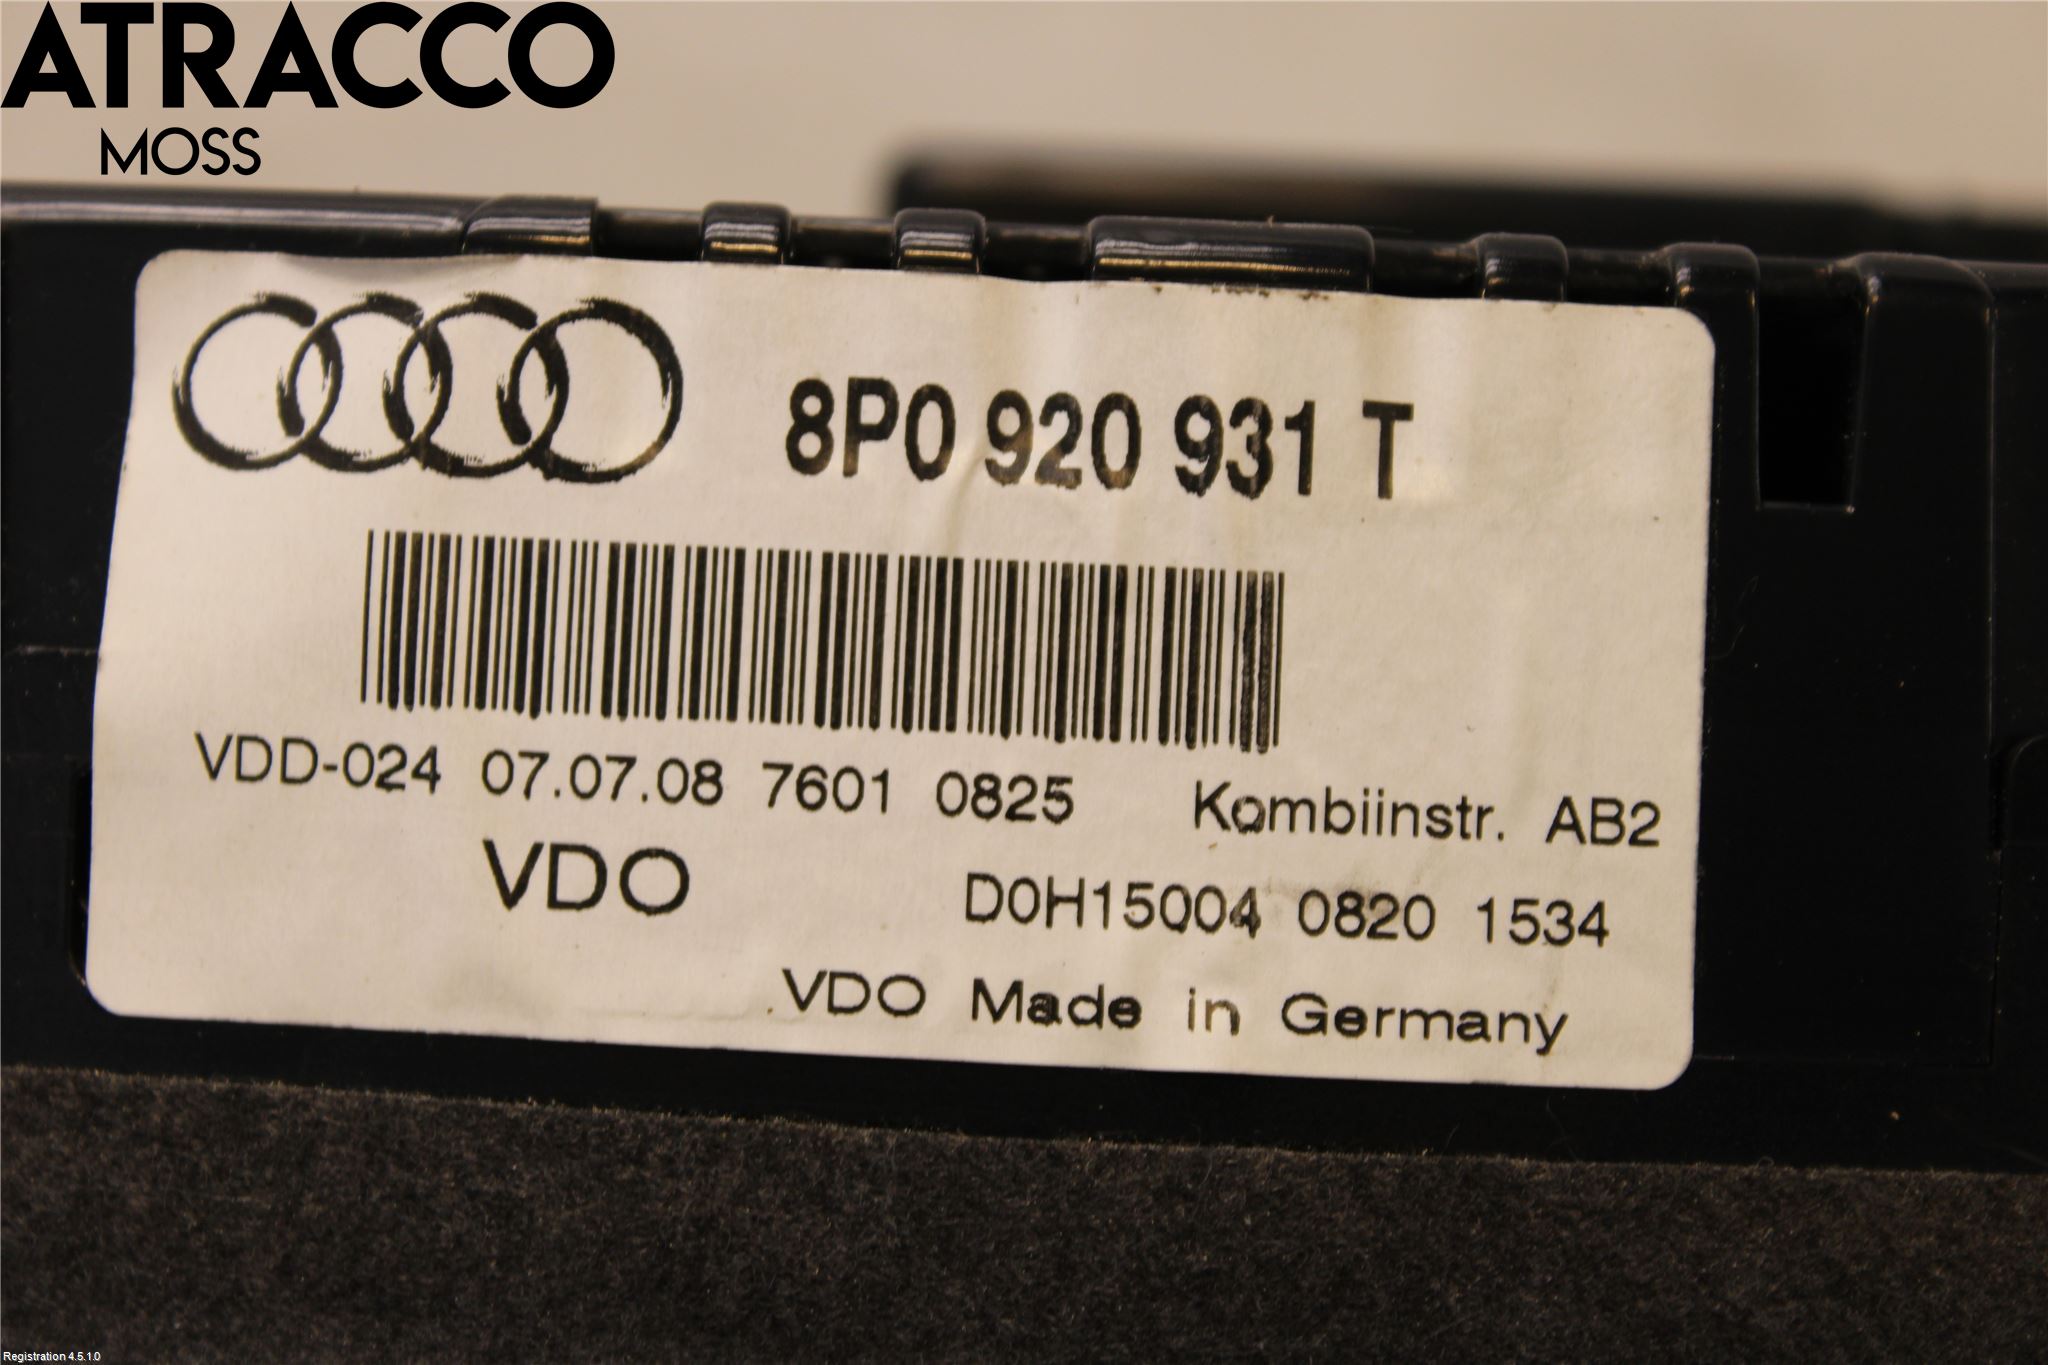 ATRACCO
MOSS
8P0 920 931 T
VDD-024 07.07.08 7601 0825 Kombiinstr. AB2
VDO D0H15004 0820 1534
VDO Made in Germany
Registration 4.5.1.0